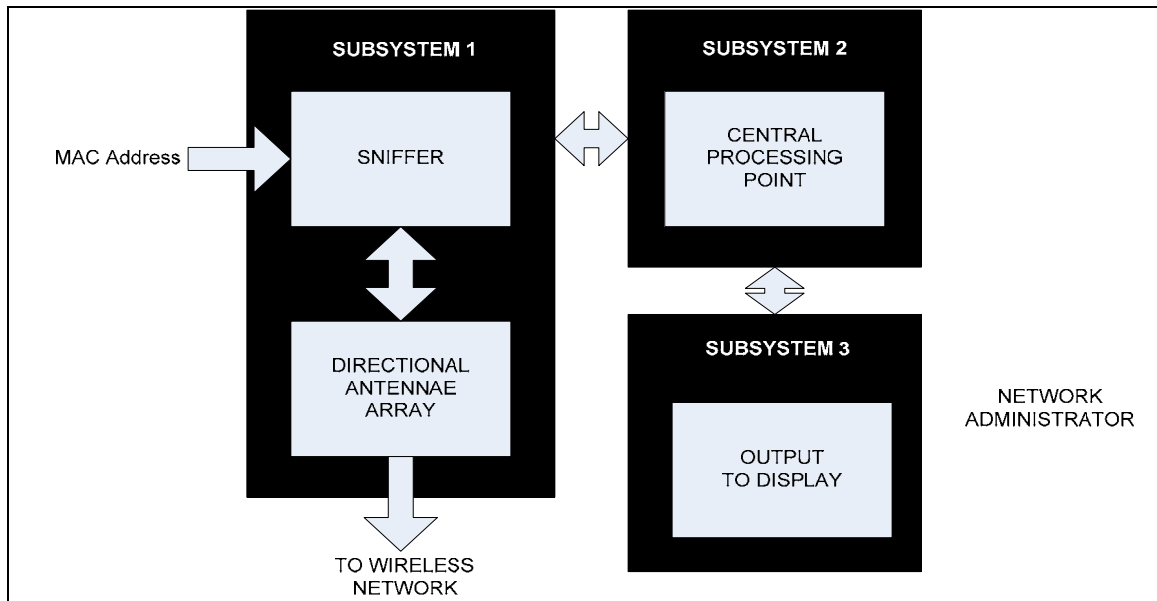 SUBSYSTEM 1
MAC Address
SNIFFER
DIRECTIONAL
ANTENNAE
ARRAY
TO WIRELESS
NETWORK
SUBSYSTEM 2
CENTRAL
PROCESSING
POINT
SUBSYSTEM 3
OUTPUT
TO DISPLAY
NETWORK
ADMINISTRATOR